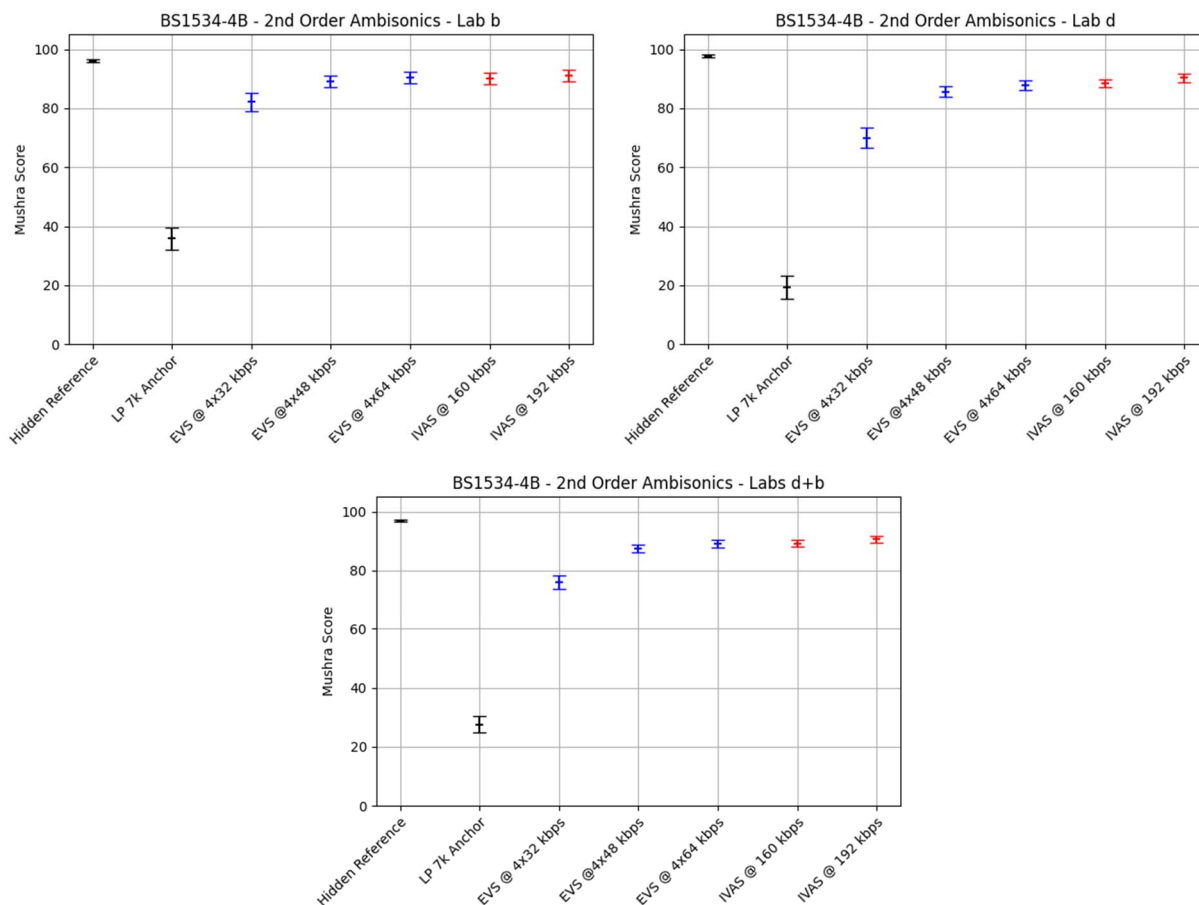 BS1534-4B - 2nd Order Ambisonics - Lab b
Mushra Score
100
80
60
40
20
0
Hidden Reference
LP 7k Anchor
EVS @ 4x32 kbps
EVS @4x48 kbps
EVS @ 4x64 kbps
IVAS @ 160 kbps
IVAS @ 192 kbps
BS1534-4B - 2nd Order Ambisonics - Lab d
Mushra Score
100
80
60
40
20
0
Hidden Reference
LP 7k Anchor
EVS @ 4x32 kbps
EVS @4x48 kbps
EVS @ 4x64 kbps
IVAS @ 160 kbps
IVAS @ 192 kbps
BS1534-4B - 2nd Order Ambisonics - Labs d+b
Mushra Score
100
80
60
40
20
0
Hidden Reference
LP 7k Anchor
EVS @ 4x32 kbps
EVS @4x48 kbps
EVS @ 4x64 kbps
IVAS @ 160 kbps
IVAS @ 192 kbps